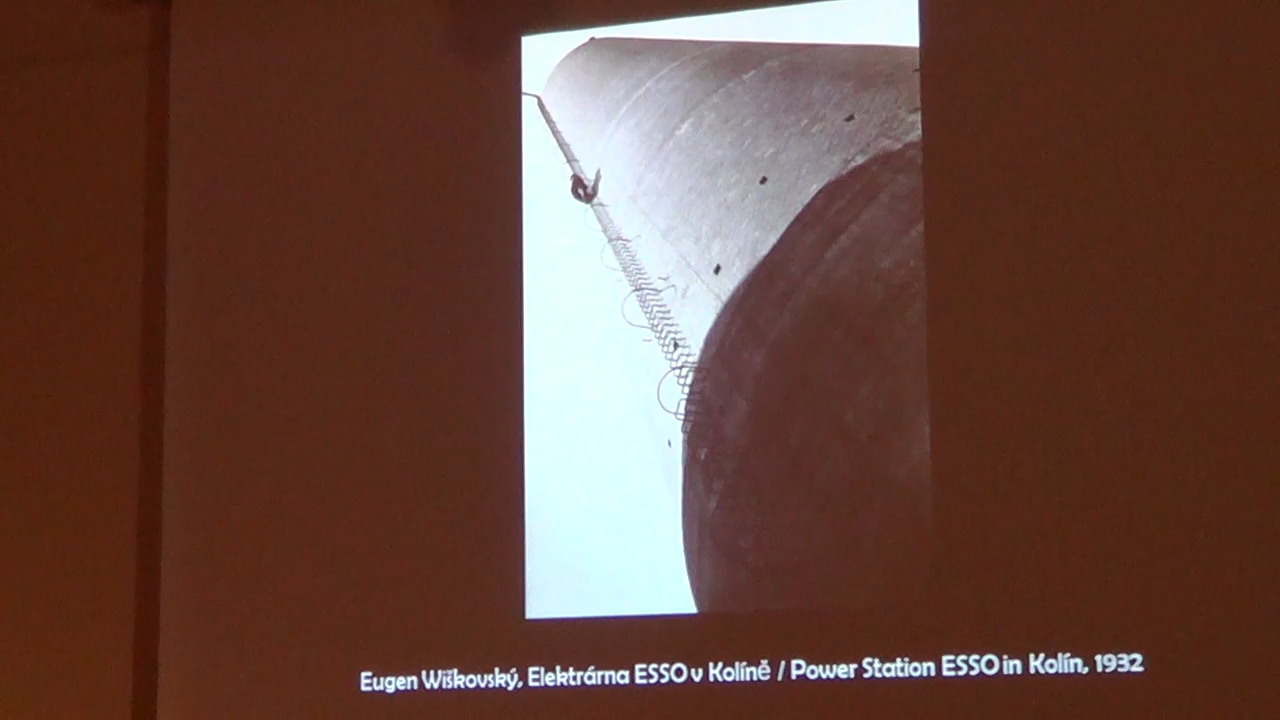 Eugen Wiškovský, Elektrárna ESSO v Kolíně / Power Station ESSO in Kolín, 1932